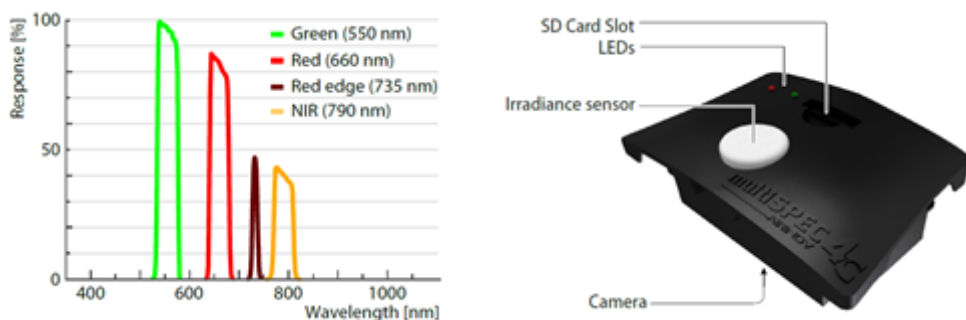 Response [%]
100
50
0
Green (550 nm)
Red (660 nm)
Red edge (735 nm)
NIR (790 nm)
400
600
800
1000
Wavelength [nm]
SD Card Slot
LEDs
Irradiance sensor
multiSPEC 4C
AIRINOV
Camera